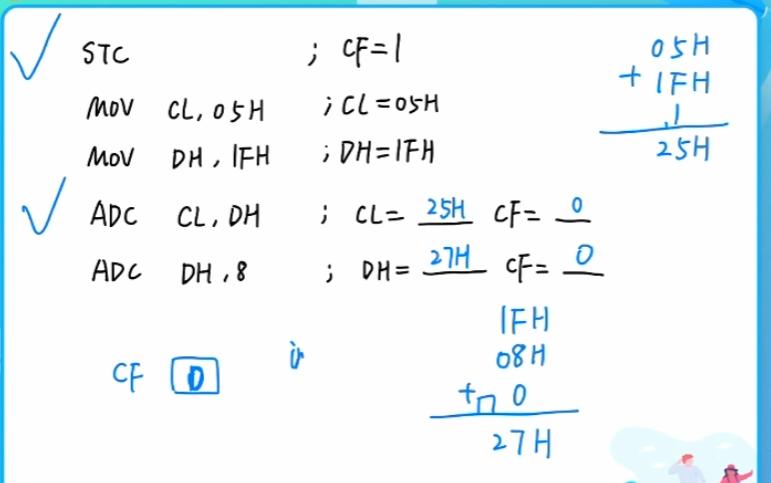 STC ; CF=1
MOV CL, 05H ; CL=05H
MOV DH, 1FH ; DH=1FH
ADC CL, DH ; CL= 25H CF= 0
ADC DH, 8 ; DH= 27H CF= 0
05H
+ 1FH
1
25H
CF 0
1FH
08H
+ 0
27H